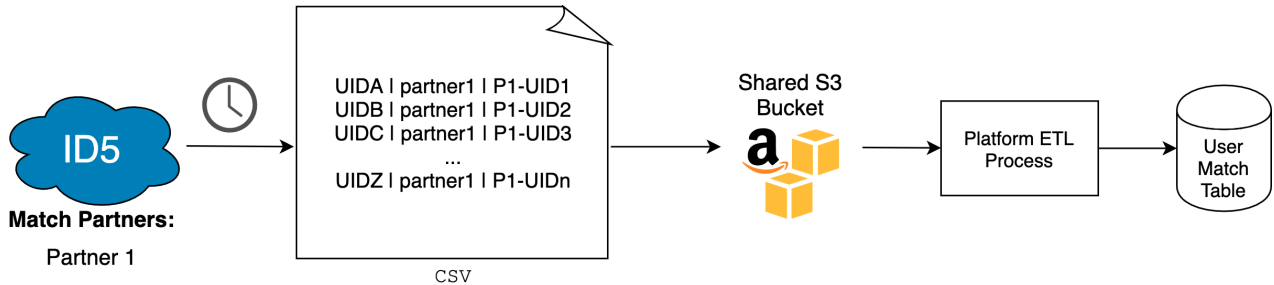 ID5
Match Partners:
Partner 1
UIDA | partner1 | P1-UID1
UIDB | partner1 | P1-UID2
UIDC | partner1 | P1-UID3
...
UIDZ | partner1 | P1-UIDn
CSV
Shared S3
Bucket
a
Platform ETL
Process
User
Match
Table